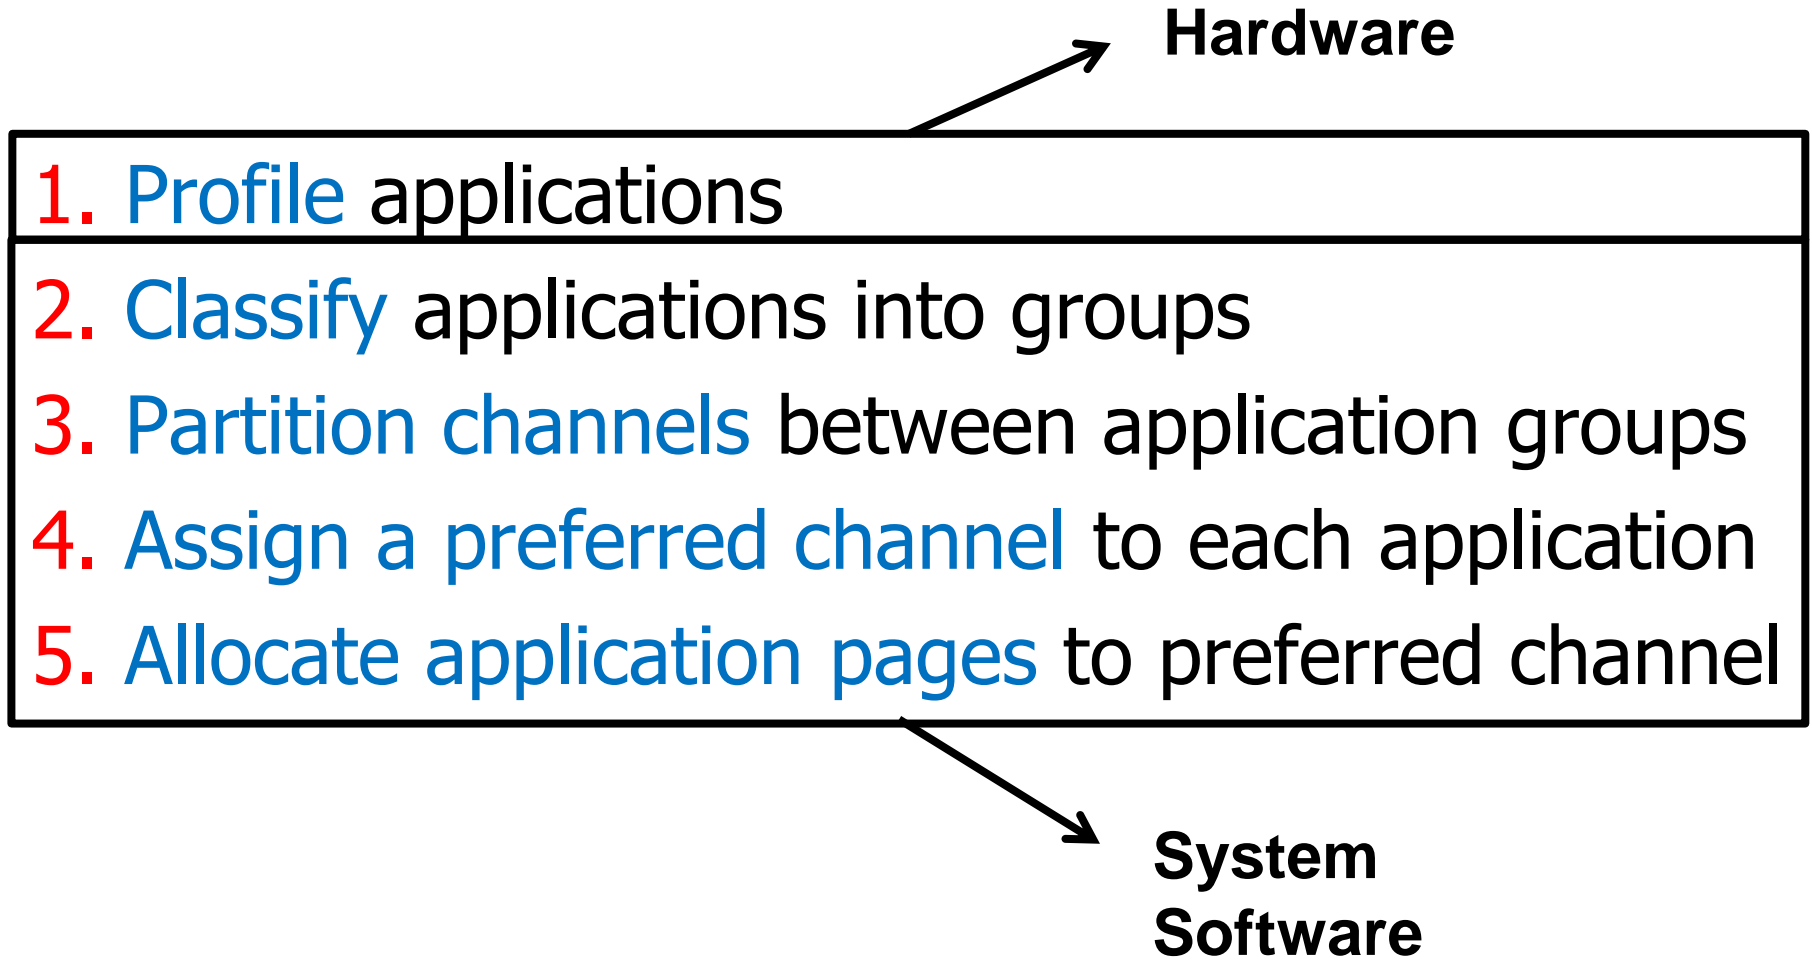 Hardware
1. Profile applications
2. Classify applications into groups
3. Partition channels between application groups
4. Assign a preferred channel to each application
5. Allocate application pages to preferred channel
System
Software